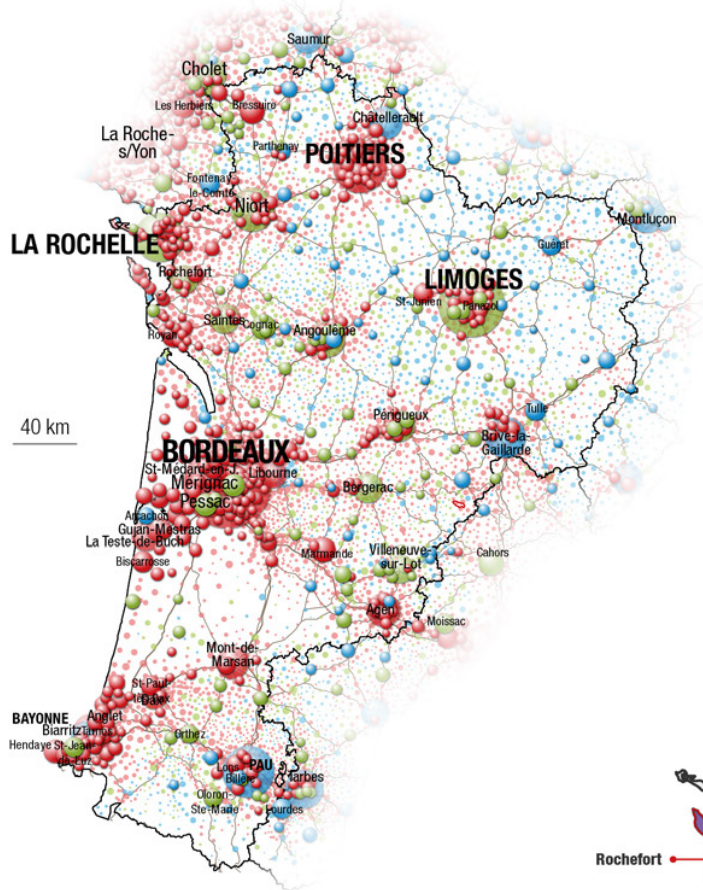 Saumur
Cholet
Les Herbiers
Bressuire
Châtellerault
La Roche-
s/Yon
Parthenay
POITIERS
Fontenay-
le-Comte
Niort
Montluçon
LA ROCHELLE
Guéret
Rochefort
LIMOGES
St-Junien
Panazol
Saintes
Cognac
Angoulême
Royan
40 km
Périgueux
Tulle
Brive-la-
Gaillarde
BORDEAUX
St-Médard-en-J.
Libourne
Mérignac
Pessac
Bergerac
Arcachon
Gujan-Mestras
La Teste-de-Buch
Biscarrosse
Marmande
Villeneuve-
sur-Lot
Cahors
Agen
Moissac
Mont-de-
Marsan
St-Paul-
lès-Dax
Dax
BAYONNE
Anglet
Biarritz
Tarnos
Hendaye
St-Jean-
de-Luz
Orthez
Lons
PAU
Billère
Tarbes
Oloron-
Ste-Marie
Lourdes
Rochefort